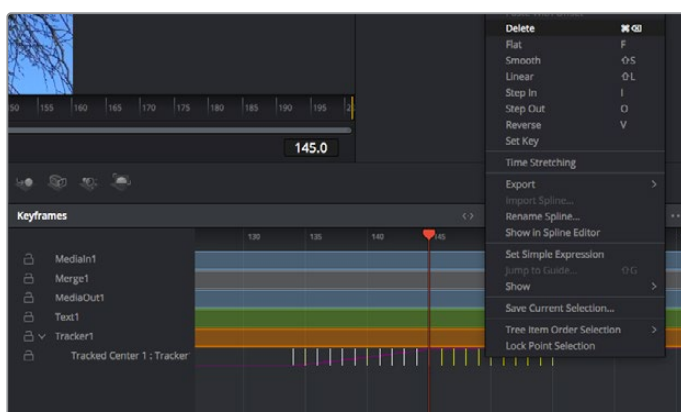 Delete ⌘⌫
Flat F
Smooth ⇧S
Linear ⇧L
Step In I
Step Out O
Reverse V
Set Key
Time Stretching
Export >
Import Spline...
Rename Spline...
Show in Spline Editor
Set Simple Expression
Jump to Guide... ⇧G
Show >
Save Current Selection...
Tree Item Order Selection >
Lock Point Selection
50 155 160 165 170 175 180 185 190 195
145.0
Keyframes
130 135 140 145
MediaIn1
Merge1
MediaOut1
Text1
Tracker1
Tracked Center 1 : Tracker